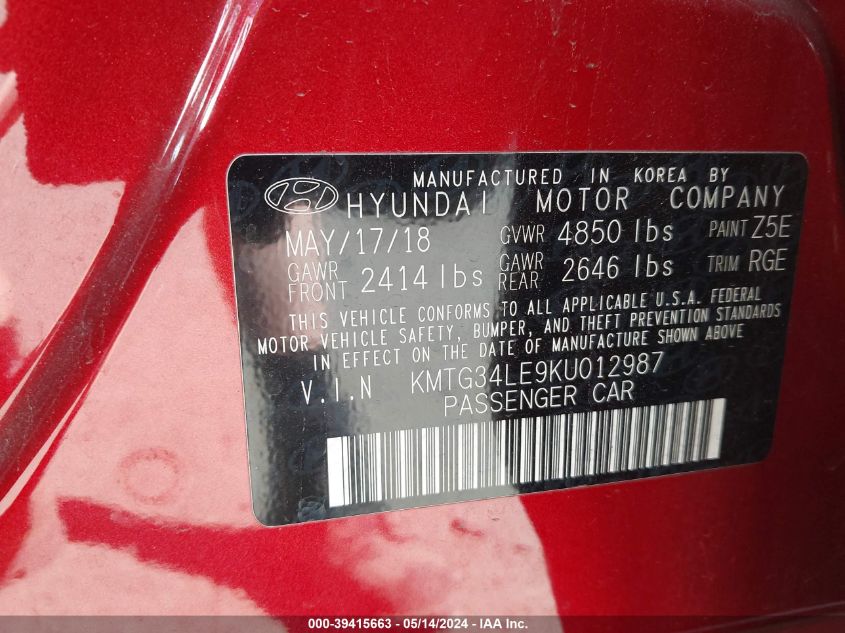 MANUFACTURED IN KOREA BY
HYUNDAI MOTOR COMPANY
MAY/17/18 GVWR 4850 lbs PAINT Z5E
GAWR FRONT 2414 lbs GAWR REAR 2646 lbs TRIM RGE
THIS VEHICLE CONFORMS TO ALL APPLICABLE U.S.A. FEDERAL
MOTOR VEHICLE SAFETY, BUMPER, AND THEFT PREVENTION STANDARDS
IN EFFECT ON THE DATE OF MANUFACTURE SHOWN ABOVE
V.I.N KMTG34LE9KU012987
PASSENGER CAR
000-39415663 - 05/14/2024 - IAA Inc.